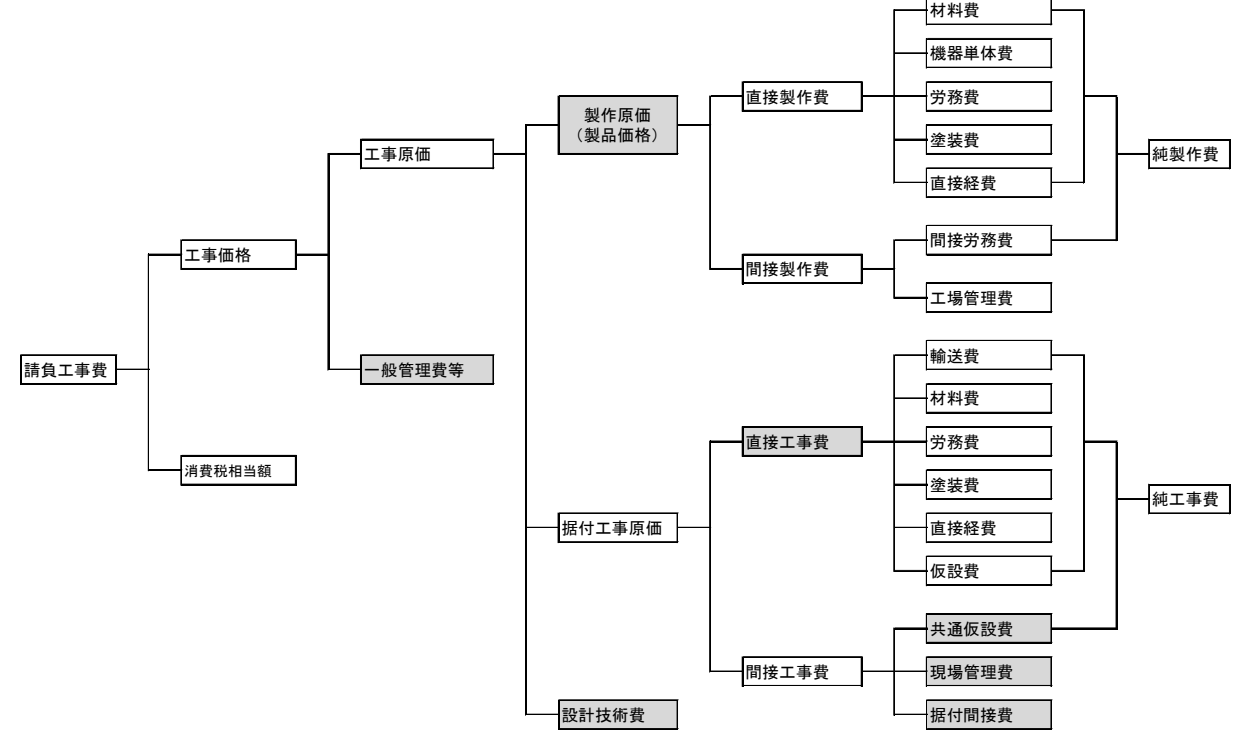 材料費
機器単体費
直接製作費
労務費
製作原価
（製品価格）
塗装費
工事原価
純製作費
直接経費
間接労務費
工事価格
間接製作費
工場管理費
輸送費
請負工事費
一般管理費等
材料費
直接工事費
労務費
消費税相当額
塗装費
純工事費
据付工事原価
直接経費
仮設費
共通仮設費
間接工事費
現場管理費
設計技術費
据付間接費